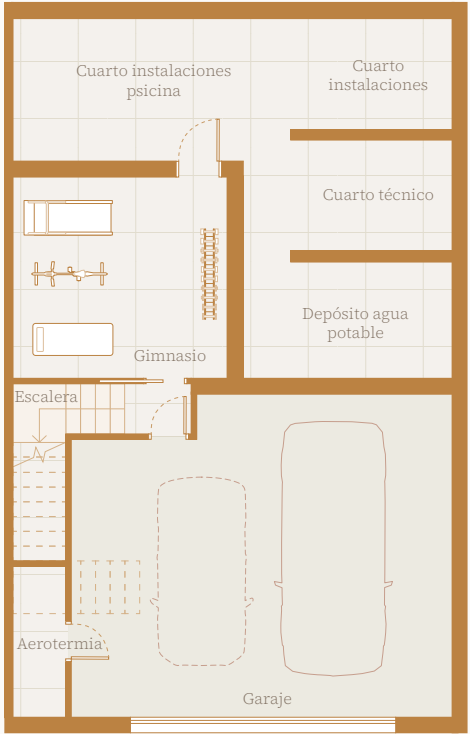 Cuarto instalaciones
psicina
Cuarto
instalaciones
Cuarto técnico
Depósito agua
potable
Gimnasio
Escalera
Aerotermia
Garaje